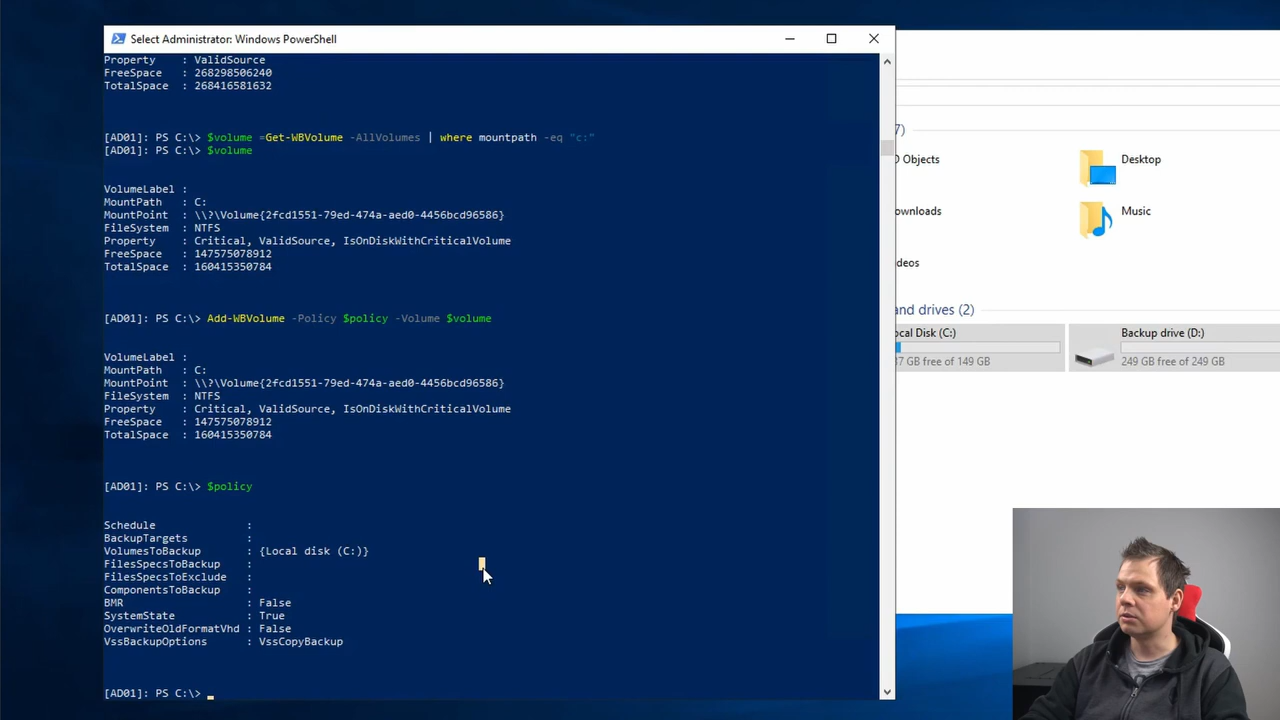 Select Administrator: Windows PowerShell
Property : ValidSource
FreeSpace : 268298506240
TotalSpace : 268416581632
[AD01]: PS C:\> $volume =Get-WBVolume -AllVolumes | where mountpath -eq "c:"
[AD01]: PS C:\> $volume
VolumeLabel :
MountPath : C:
MountPoint : \\?\Volume{2fcd1551-79ed-474a-aed0-4456bcd96586}
FileSystem : NTFS
Property : Critical, ValidSource, IsOnDiskWithCriticalVolume
FreeSpace : 147575078912
TotalSpace : 160415350784
[AD01]: PS C:\> Add-WBVolume -Policy $policy -Volume $volume
VolumeLabel :
MountPath : C:
MountPoint : \\?\Volume{2fcd1551-79ed-474a-aed0-4456bcd96586}
FileSystem : NTFS
Property : Critical, ValidSource, IsOnDiskWithCriticalVolume
FreeSpace : 147575078912
TotalSpace : 160415350784
[AD01]: PS C:\> $policy
Schedule :
BackupTargets :
VolumesToBackup : {Local disk (C:)}
FilesSpecsToBackup :
FilesSpecsToExclude :
ComponentsToBackup :
BMR : False
SystemState : True
OverwriteOldFormatVhd : False
VssBackupOptions : VssCopyBackup
[AD01]: PS C:\>
7)
D Objects
Desktop
ownloads
Music
deos
and drives (2)
ocal Disk (C:)
Backup drive (D:)
37 GB free of 149 GB
249 GB free of 249 GB